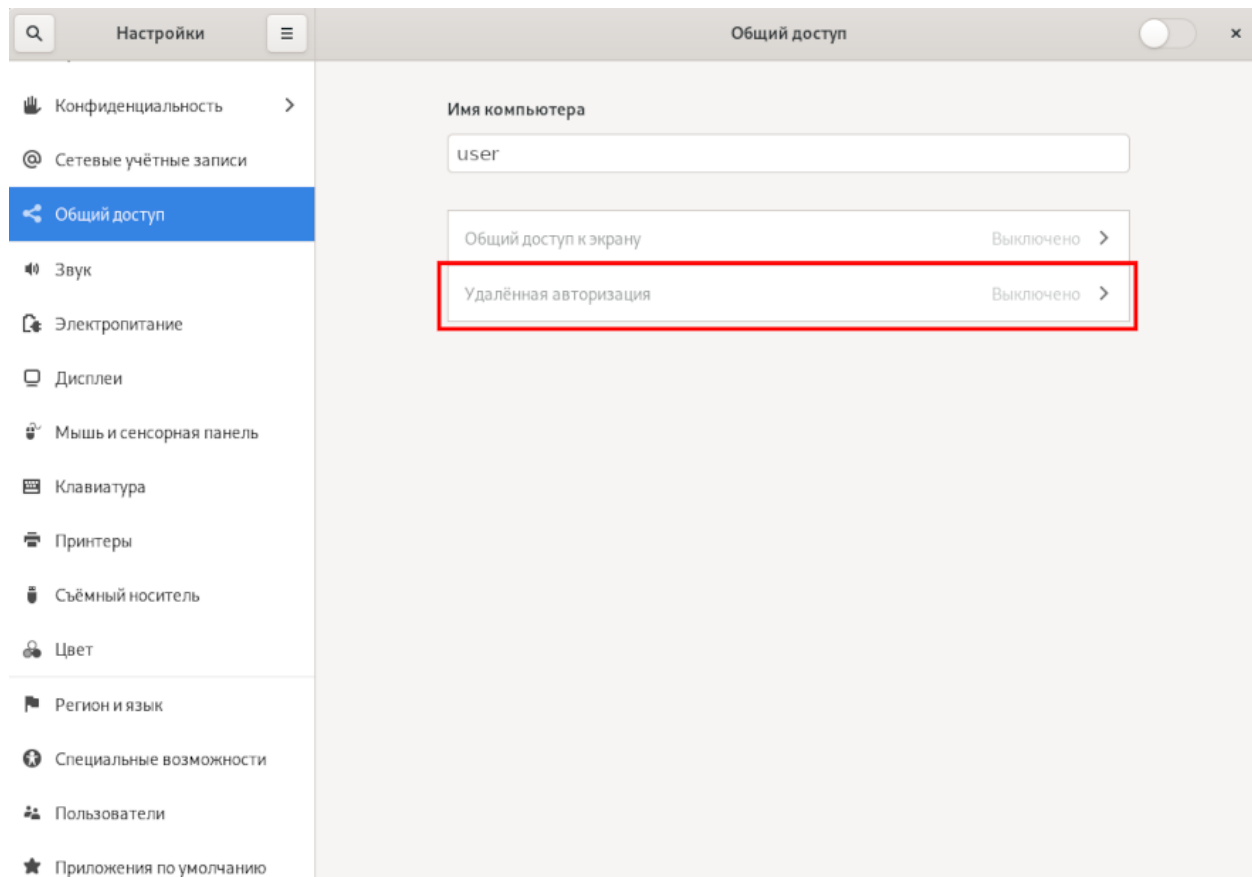 Настройки
Общий доступ
Конфиденциальность
Сетевые учётные записи
Общий доступ
Звук
Электропитание
Дисплеи
Мышь и сенсорная панель
Клавиатура
Принтеры
Съёмный носитель
Цвет
Регион и язык
Специальные возможности
Пользователи
Приложения по умолчанию
Имя компьютера
user
Общий доступ к экрану Выключено
Удалённая авторизация Выключено